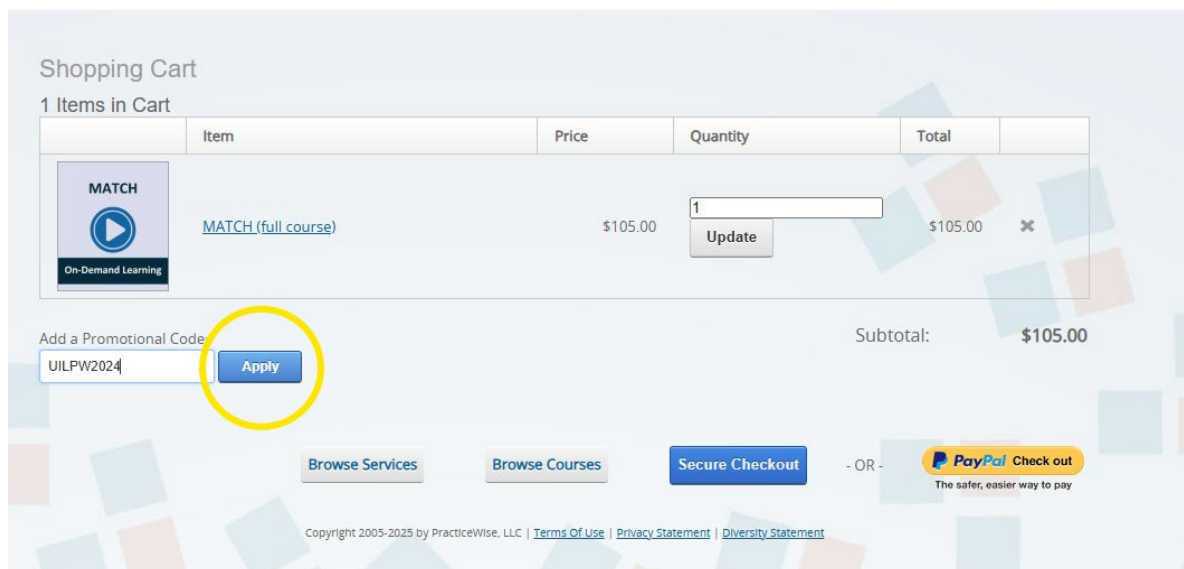 Shopping Cart
1 Items in Cart
Item Price Quantity Total
MATCH
On-Demand Learning
MATCH (full course) $105.00 1 $105.00
Update
Add a Promotional Code: Subtotal: $105.00
UILPW2024 Apply
Browse Services Browse Courses Secure Checkout - OR - PayPal Check out
The safer, easier way to pay
Copyright 2005-2025 by PracticeWise, LLC | Terms Of Use | Privacy Statement | Diversity Statement